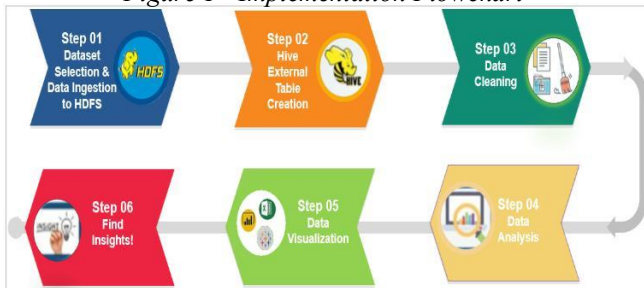 Figure 1 - Implementation Flowchart
Step 01
Dataset
Selection &
Data Ingestion
to HDFS
HDFS
Step 02
Hive
External
Table
Creation
HIVE
Step 03
Data
Cleaning
Step 04
Data
Analysis
Step 05
Data
Visualization
Step 06
Find
Insights!
INSIGHT